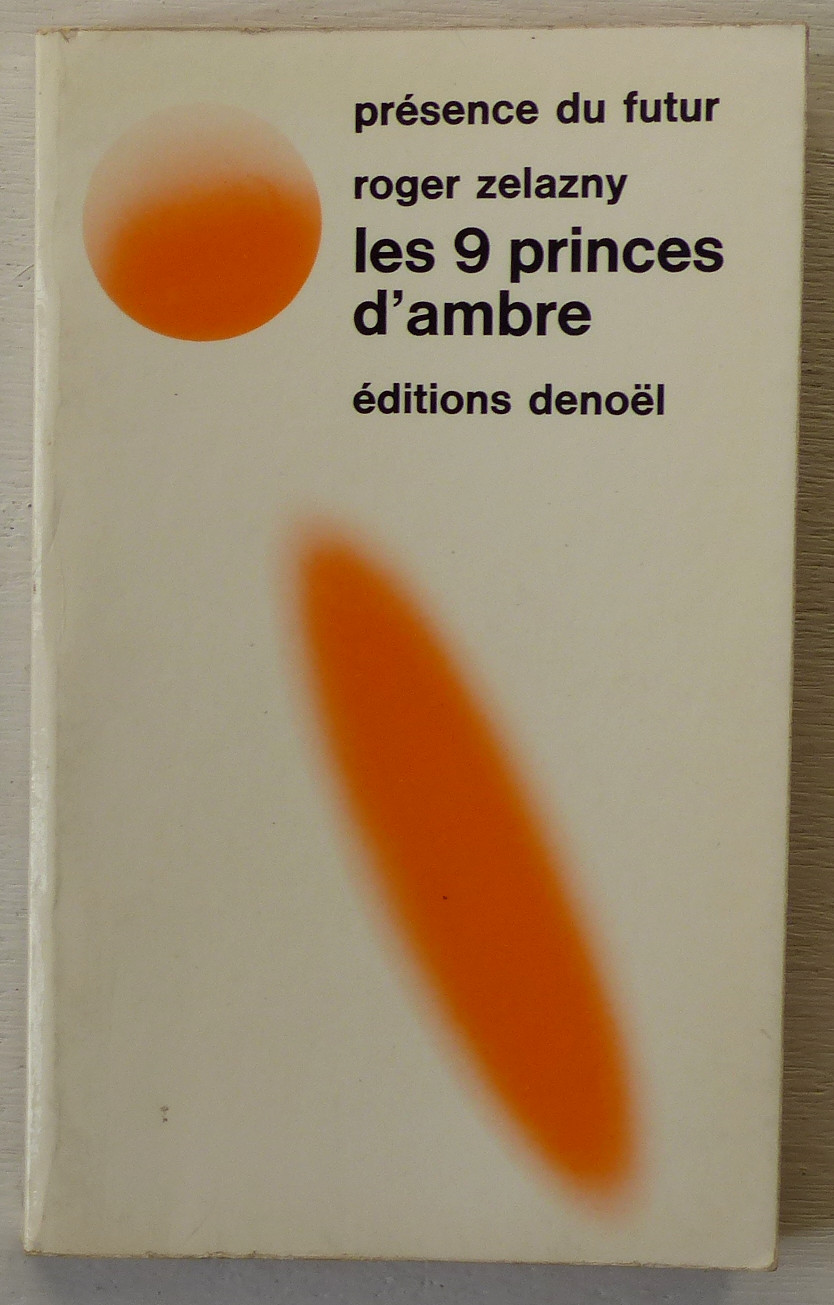 présence du futur
roger zelazny
les 9 princes
d'ambre
éditions denoël